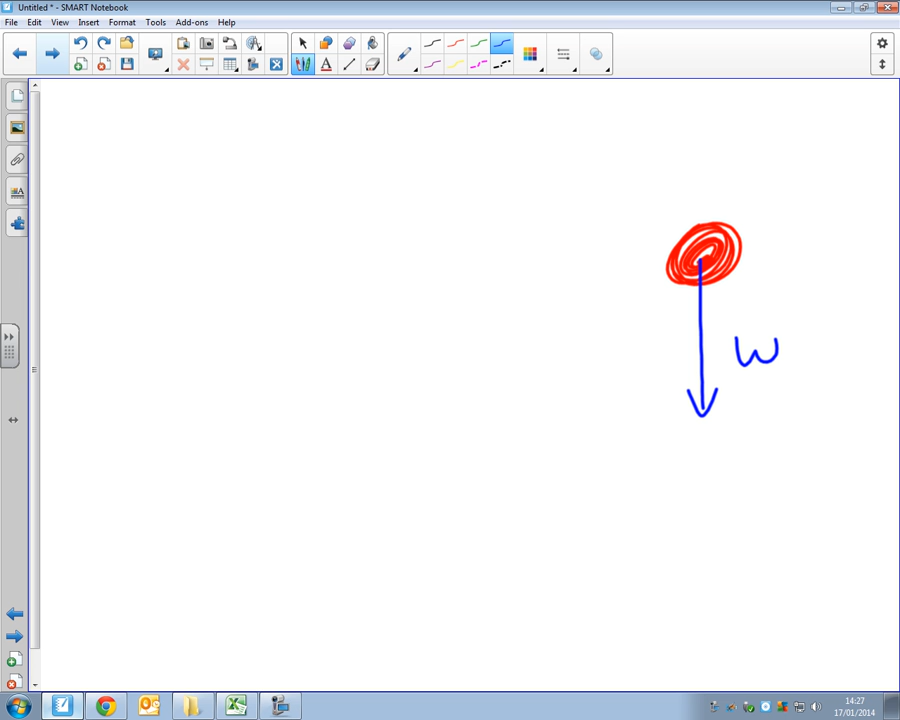 Untitled * - SMART Notebook
File Edit View Insert Format Tools Add-ons Help
W
14:27
17/01/2014